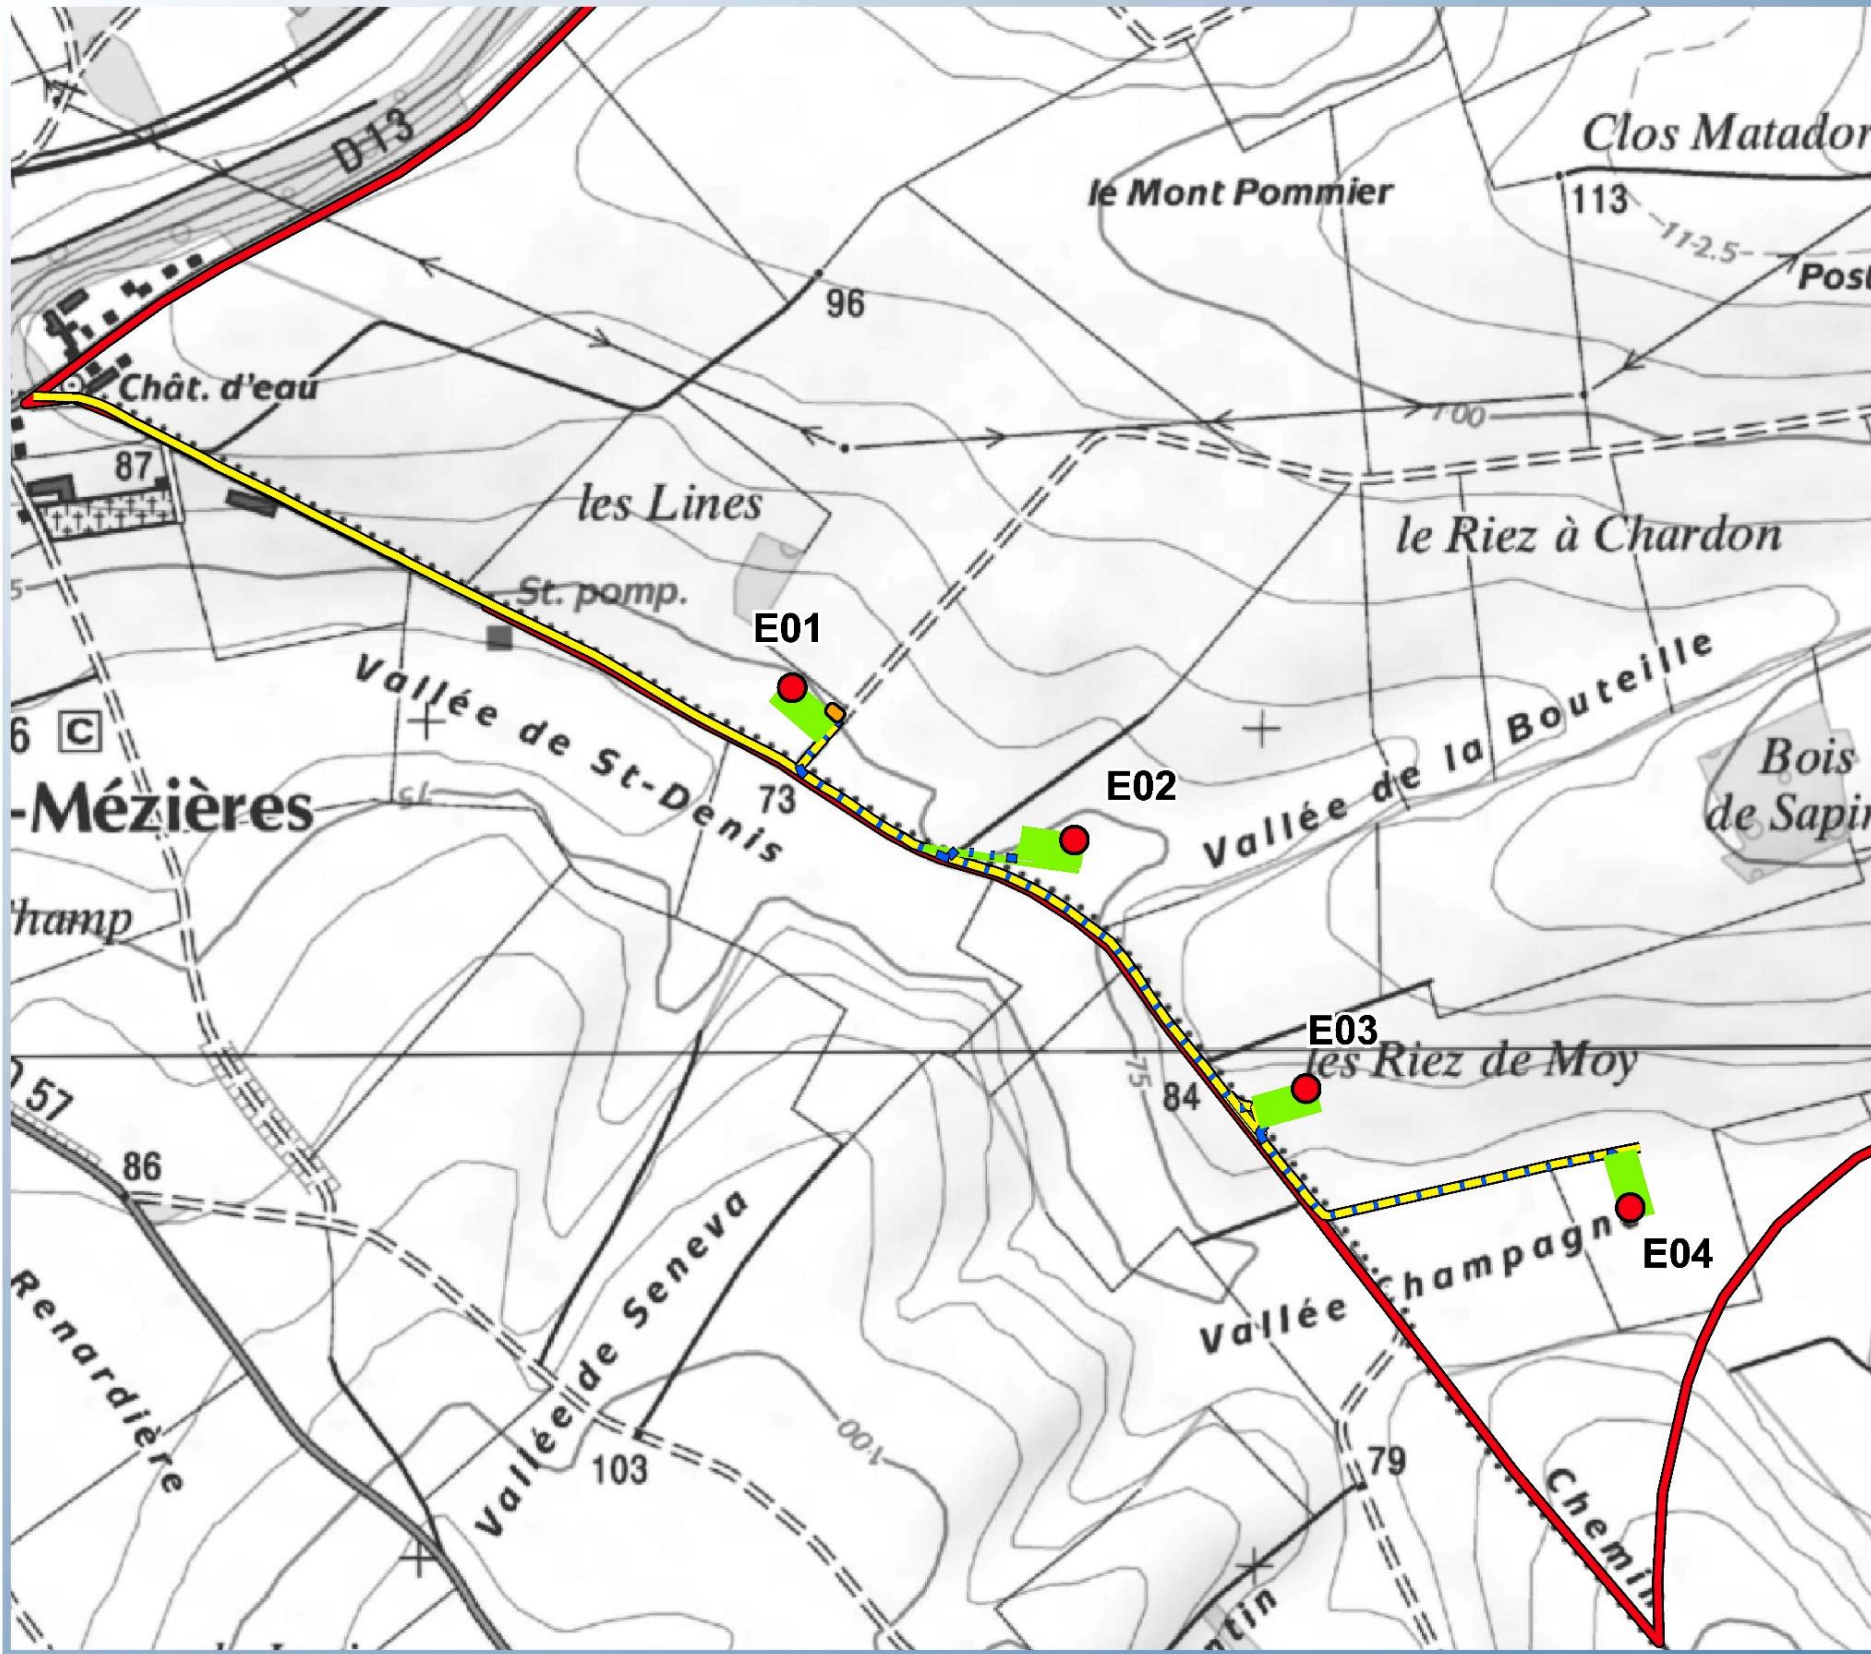 D 13
Clos Matador
le Mont Pommier
113
112.5
Post
96
100
Chât. d'eau
87
les Lines
le Riez à Chardon
St. pomp.
E01
Vallée de St-Denis
Vallée de la Bouteille
6 C
73
E02
Bois
de Sapin
-Mézières
75
hamp
E03
les Riez de Moy
75
84
57
86
E04
Vallée Champagne
Renardière
Vallée de Seneva
100
103
79
Chemin
ntin